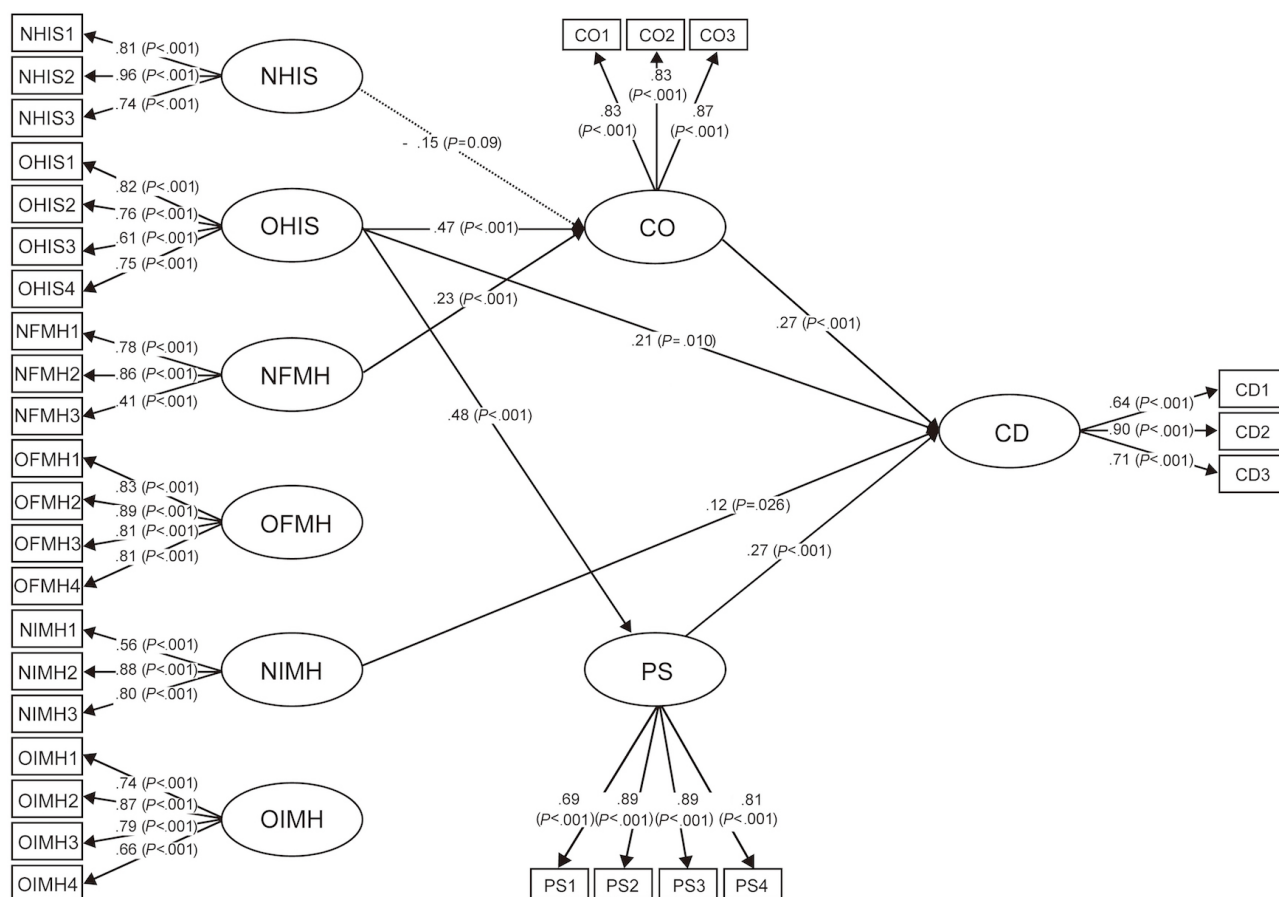 NHIS1
NHIS2
NHIS3
.81 (P<.001)
.96 (P<.001)
.74 (P<.001)
NHIS
CO1
CO2
CO3
.83
(P<.001)
.83
(P<.001)
.87
(P<.001)
- .15 (P=0.09)
OHIS1
OHIS2
OHIS3
OHIS4
.82 (P<.001)
.76 (P<.001)
.61 (P<.001)
.75 (P<.001)
OHIS
.47 (P<.001)
CO
.23 (P<.001)
.21 (P=.010)
.27 (P<.001)
NFMH1
NFMH2
NFMH3
.78 (P<.001)
.86 (P<.001)
.41 (P<.001)
NFMH
.48 (P<.001)
CD
.64 (P<.001)
.90 (P<.001)
.71 (P<.001)
CD1
CD2
CD3
OFMH1
OFMH2
OFMH3
OFMH4
.83 (P<.001)
.89 (P<.001)
.81 (P<.001)
.81 (P<.001)
OFMH
.12 (P=.026)
.27 (P<.001)
NIMH1
NIMH2
NIMH3
.56 (P<.001)
.88 (P<.001)
.80 (P<.001)
NIMH
PS
OIMH1
OIMH2
OIMH3
OIMH4
.74 (P<.001)
.87 (P<.001)
.79 (P<.001)
.66 (P<.001)
OIMH
.69
(P<.001)
.89
(P<.001)
.89
(P<.001)
.81
(P<.001)
PS1
PS2
PS3
PS4